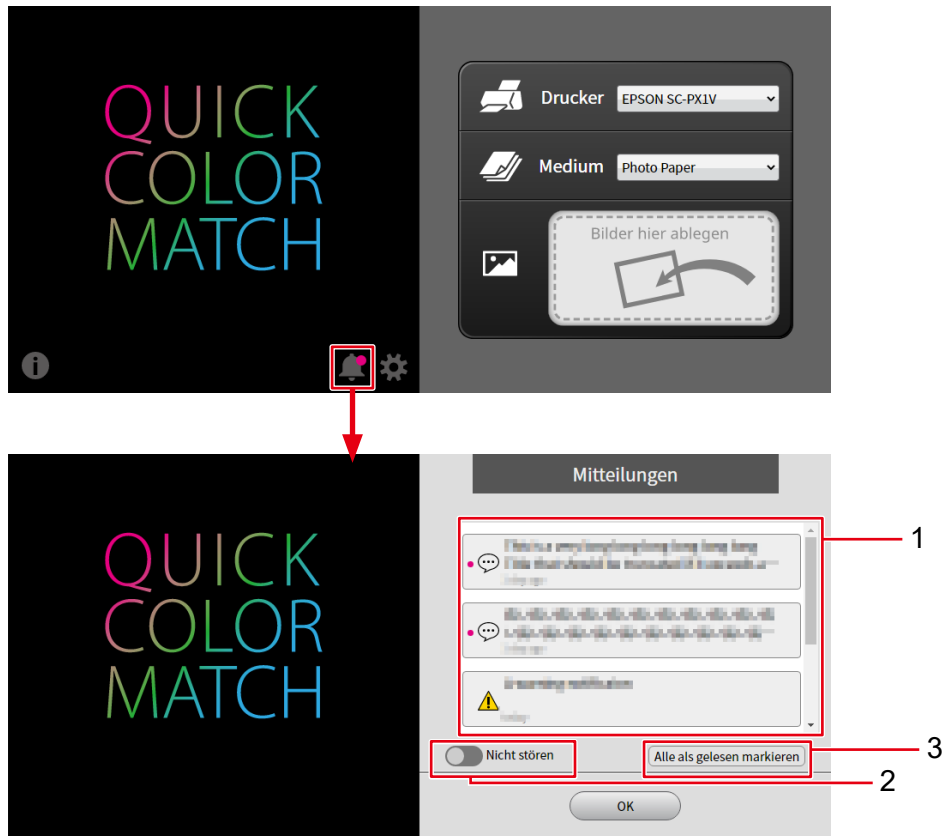 QUICK
COLOR
MATCH
Drucker EPSON SC-PX1V
Medium Photo Paper
Bilder hier ablegen
QUICK
COLOR
MATCH
Mitteilungen
1
Nicht stören
Alle als gelesen markieren
3
2
OK